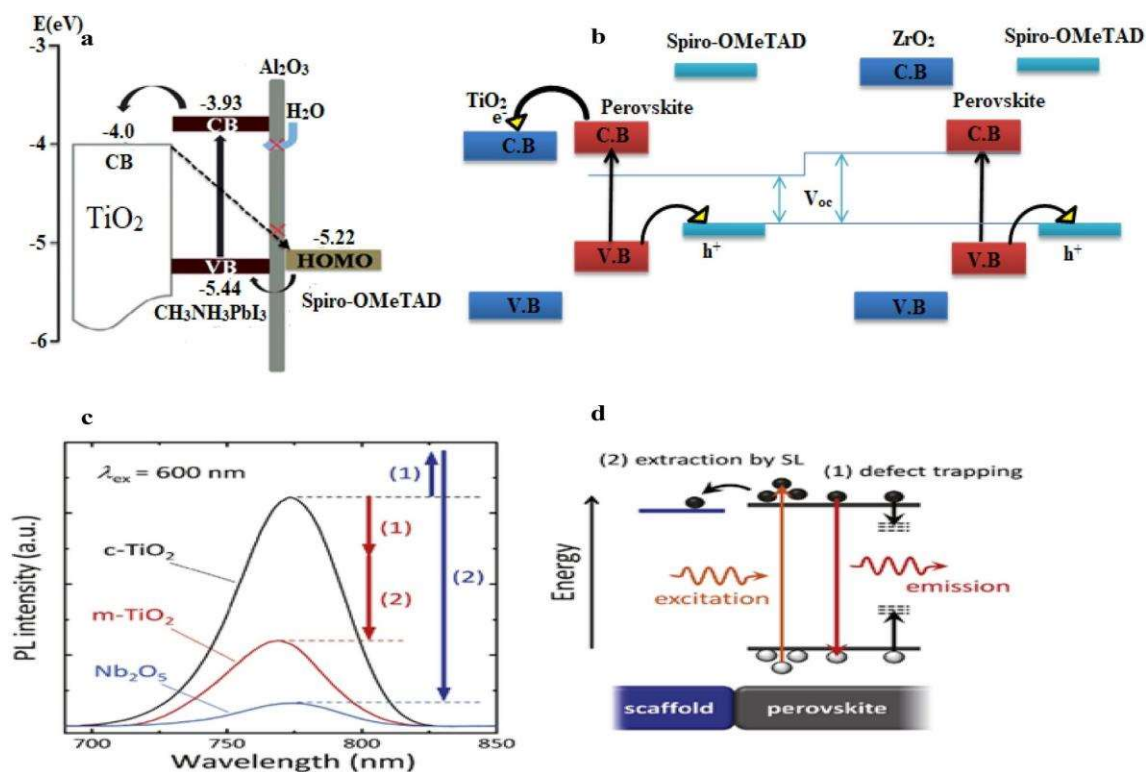 a
E(eV)
-3
-4
-5
-6
Al₂O₃
-3.93
H₂O
CB
-4.0
CB
TiO₂
-5.22
HOMO
VB
-5.44
CH₃NH₃PbI₃
Spiro-OMeTAD
b
Spiro-OMeTAD
ZrO₂
Spiro-OMeTAD
C.B
TiO₂
e⁻
Perovskite
Perovskite
C.B
C.B
C.B
Voc
V.B
V.B
h⁺
h⁺
V.B
V.B
c
λex = 600 nm
(1)
(1)
(2)
(2)
c-TiO₂
m-TiO₂
Nb₂O₅
PL intensity (a.u.)
700 750 800 850
Wavelength (nm)
d
(2) extraction by SL
(1) defect trapping
Energy
excitation
emission
scaffold
perovskite